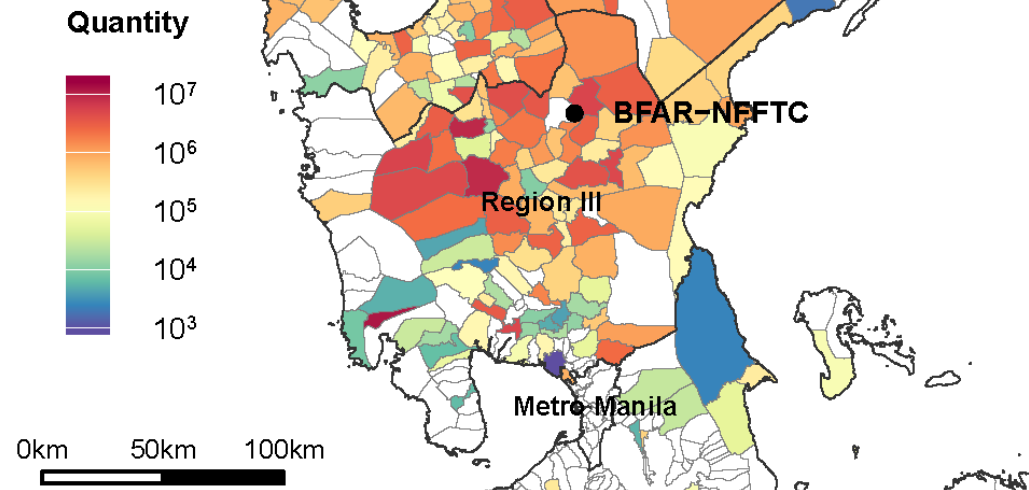 Quantity
10⁷
10⁶
10⁵
10⁴
10³
BFAR−NFFTC
Region III
Metro Manila
0km 50km 100km